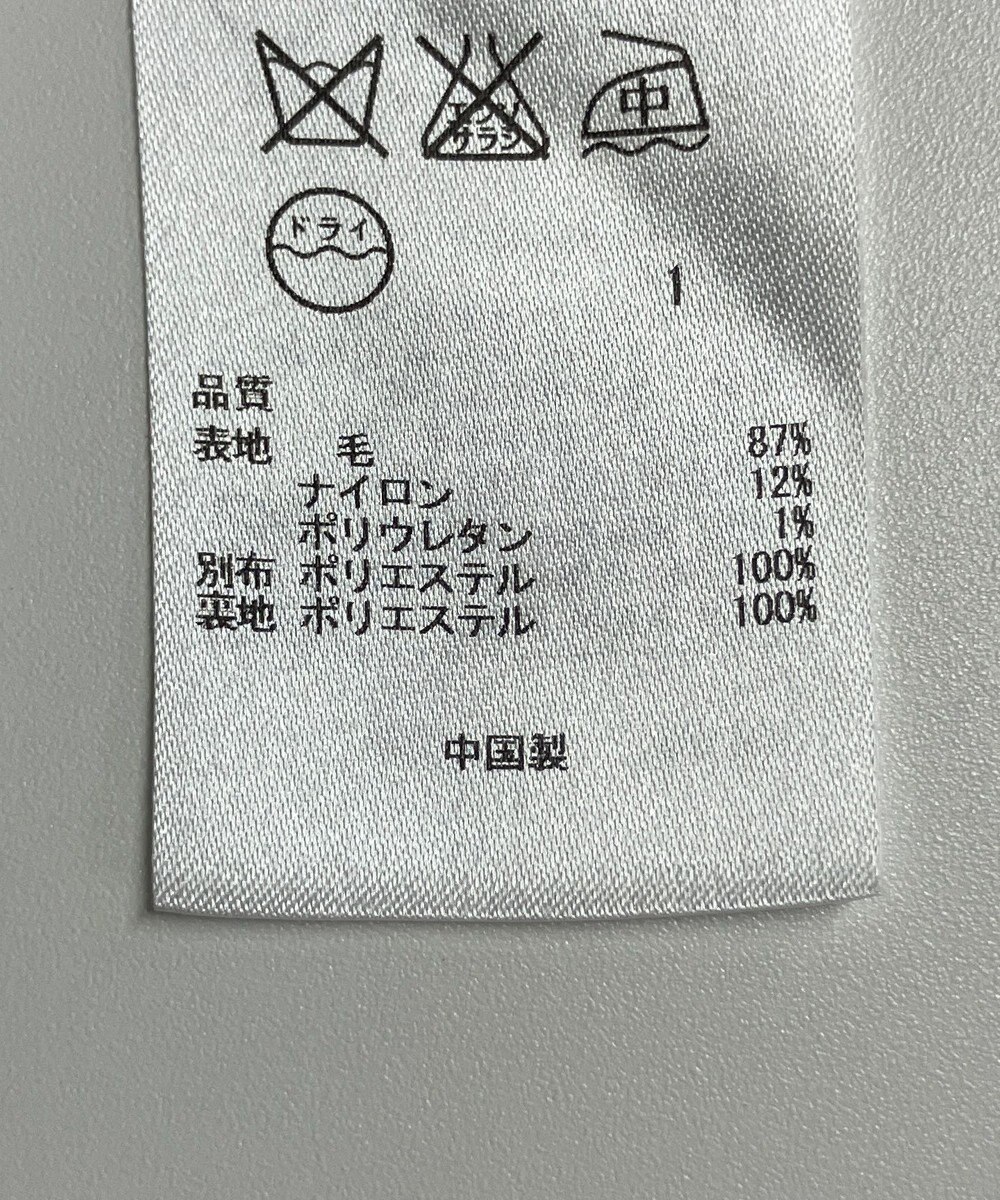 エンソ 中
サラシ
ドライ
1
品質
表地 毛 87%
ナイロン 12%
ポリウレタン 1%
別布 ポリエステル 100%
裏地 ポリエステル 100%
中国製